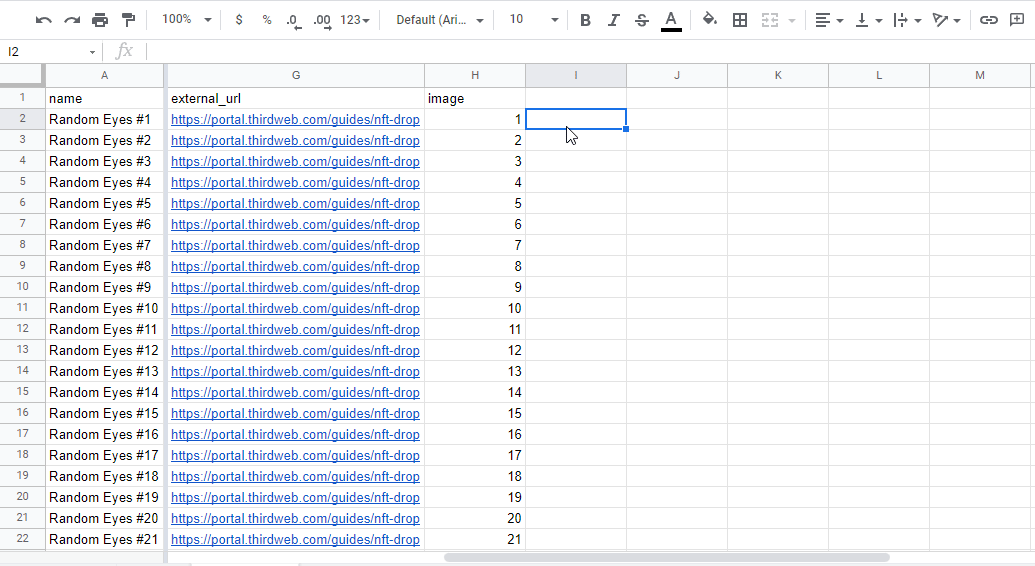 100% $ % .0 .00 123 Default (Ari... 10 B I S A
I2 fx
A G H I J K L M
1 name external_url image
2 Random Eyes #1 https://portal.thirdweb.com/guides/nft-drop 1
3 Random Eyes #2 https://portal.thirdweb.com/guides/nft-drop 2
4 Random Eyes #3 https://portal.thirdweb.com/guides/nft-drop 3
5 Random Eyes #4 https://portal.thirdweb.com/guides/nft-drop 4
6 Random Eyes #5 https://portal.thirdweb.com/guides/nft-drop 5
7 Random Eyes #6 https://portal.thirdweb.com/guides/nft-drop 6
8 Random Eyes #7 https://portal.thirdweb.com/guides/nft-drop 7
9 Random Eyes #8 https://portal.thirdweb.com/guides/nft-drop 8
10 Random Eyes #9 https://portal.thirdweb.com/guides/nft-drop 9
11 Random Eyes #10 https://portal.thirdweb.com/guides/nft-drop 10
12 Random Eyes #11 https://portal.thirdweb.com/guides/nft-drop 11
13 Random Eyes #12 https://portal.thirdweb.com/guides/nft-drop 12
14 Random Eyes #13 https://portal.thirdweb.com/guides/nft-drop 13
15 Random Eyes #14 https://portal.thirdweb.com/guides/nft-drop 14
16 Random Eyes #15 https://portal.thirdweb.com/guides/nft-drop 15
17 Random Eyes #16 https://portal.thirdweb.com/guides/nft-drop 16
18 Random Eyes #17 https://portal.thirdweb.com/guides/nft-drop 17
19 Random Eyes #18 https://portal.thirdweb.com/guides/nft-drop 18
20 Random Eyes #19 https://portal.thirdweb.com/guides/nft-drop 19
21 Random Eyes #20 https://portal.thirdweb.com/guides/nft-drop 20
22 Random Eyes #21 https://portal.thirdweb.com/guides/nft-drop 21